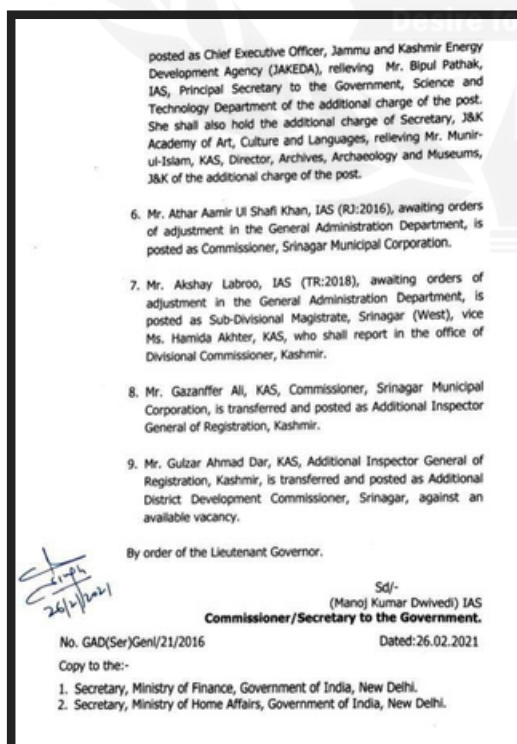 Desire fo
posted as Chief Executive Officer, Jammu and Kashmir Energy
Development Agency (JAKEDA), relieving Mr. Bipul Pathak,
IAS, Principal Secretary to the Government, Science and
Technology Department of the additional charge of the post.
She shall also hold the additional charge of Secretary, J&K
Academy of Art, Culture and Languages, relieving Mr. Munir-
ul-Islam, KAS, Director, Archives, Archaeology and Museums,
J&K of the additional charge of the post.
6. Mr. Athar Aamir Ul Shafi Khan, IAS (RJ:2016), awaiting orders
of adjustment in the General Administration Department, is
posted as Commissioner, Srinagar Municipal Corporation.
7. Mr. Akshay Labroo, IAS (TR:2018), awaiting orders of
adjustment in the General Administration Department, is
posted as Sub-Divisional Magistrate, Srinagar (West), vice
Ms. Hamida Akhter, KAS, who shall report in the office of
Divisional Commissioner, Kashmir.
8. Mr. Gazanffer Ali, KAS, Commissioner, Srinagar Municipal
Corporation, is transferred and posted as Additional Inspector
General of Registration, Kashmir.
9. Mr. Gulzar Ahmad Dar, KAS, Additional Inspector General of
Registration, Kashmir, is transferred and posted as Additional
District Development Commissioner, Srinagar, against an
available vacancy.
By order of the Lieutenant Governor.
26/2/2021
Sd/-
(Manoj Kumar Dwivedi) IAS
Commissioner/Secretary to the Government.
No. GAD(Ser)Genl/21/2016 Dated:26.02.2021
Copy to the:-
1. Secretary, Ministry of Finance, Government of India, New Delhi.
2. Secretary, Ministry of Home Affairs, Government of India, New Delhi.